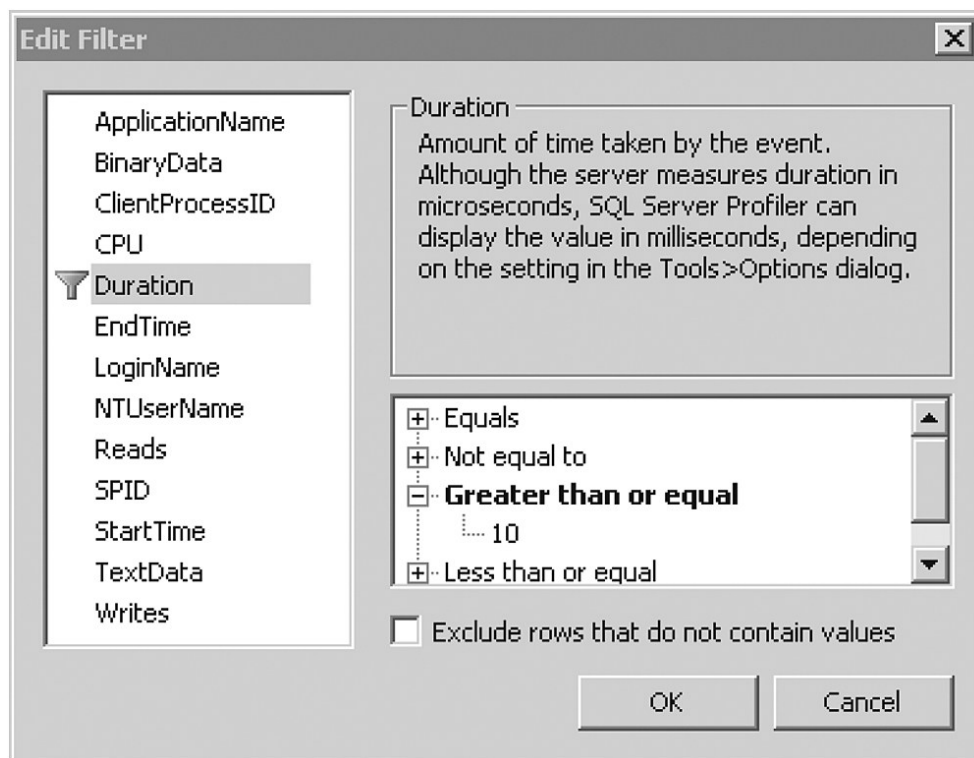 Edit Filter
ApplicationName
BinaryData
ClientProcessID
CPU
Duration
EndTime
LoginName
NTUserName
Reads
SPID
StartTime
TextData
Writes
Duration
Amount of time taken by the event.
Although the server measures duration in
microseconds, SQL Server Profiler can
display the value in milliseconds, depending
on the setting in the Tools>Options dialog.
Equals
Not equal to
Greater than or equal
10
Less than or equal
Exclude rows that do not contain values
OK
Cancel